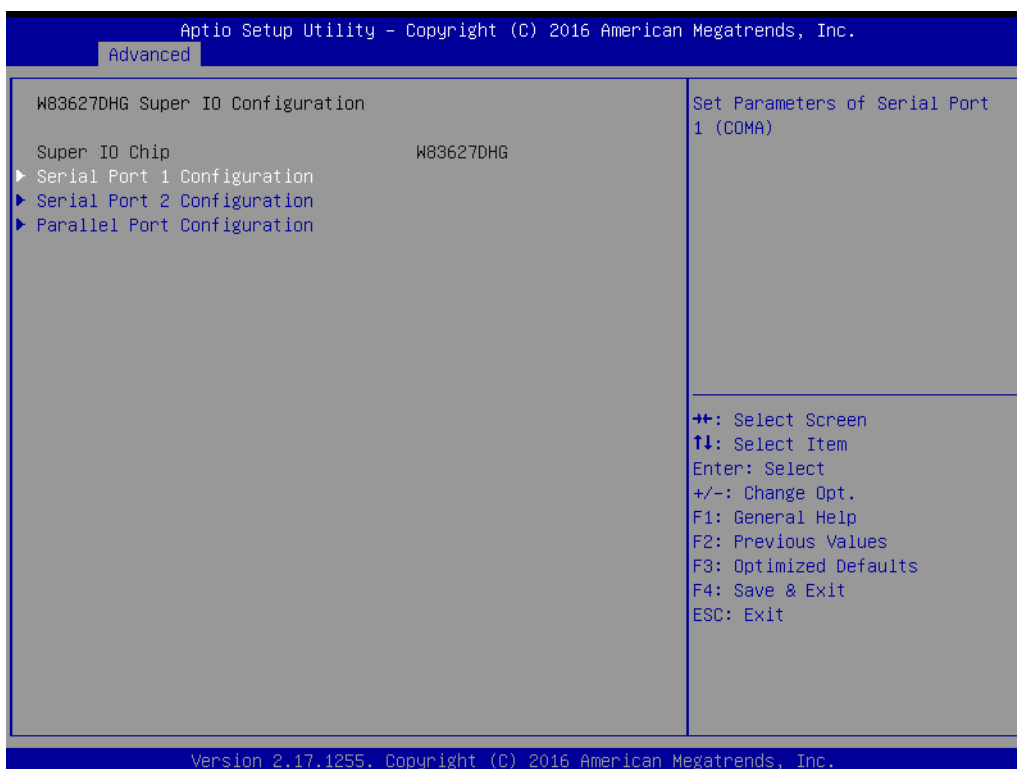 Aptio Setup Utility – Copyright (C) 2016 American Megatrends, Inc.
Advanced
W83627DHG Super IO Configuration
Super IO Chip W83627DHG
Serial Port 1 Configuration
Serial Port 2 Configuration
Parallel Port Configuration
Set Parameters of Serial Port
1 (COMA)
→←: Select Screen
↑↓: Select Item
Enter: Select
+/-: Change Opt.
F1: General Help
F2: Previous Values
F3: Optimized Defaults
F4: Save & Exit
ESC: Exit
Version 2.17.1255. Copyright (C) 2016 American Megatrends, Inc.